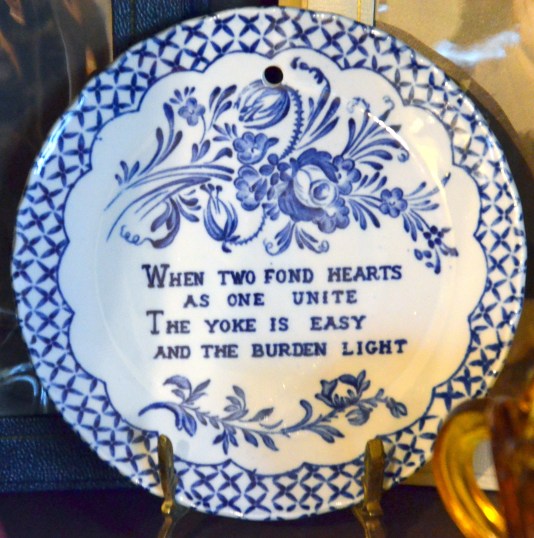 WHEN TWO FOND HEARTS
AS ONE UNITE
THE YOKE IS EASY
AND THE BURDEN LIGHT